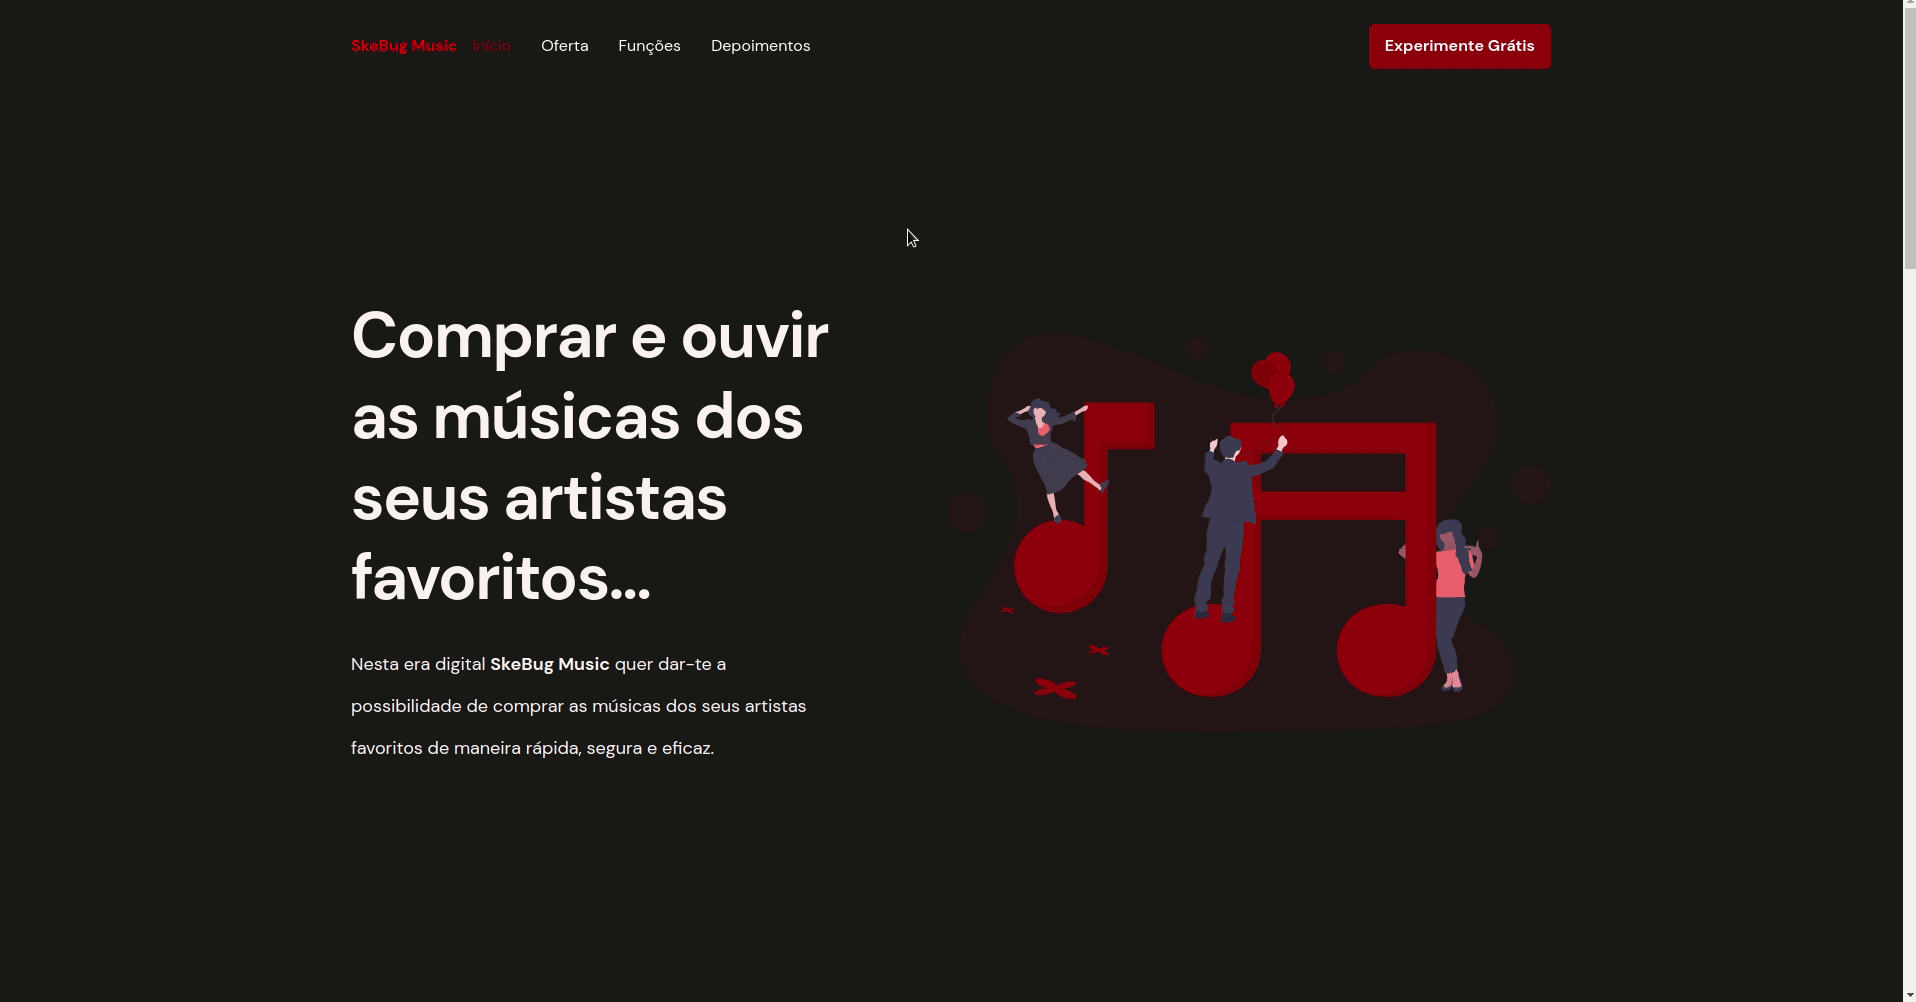 SkeBug Music Início Oferta Funções Depoimentos Experimente Grátis
Comprar e ouvir
as músicas dos
seus artistas
favoritos...
Nesta era digital SkeBug Music quer dar-te a
possibilidade de comprar as músicas dos seus artistas
favoritos de maneira rápida, segura e eficaz.